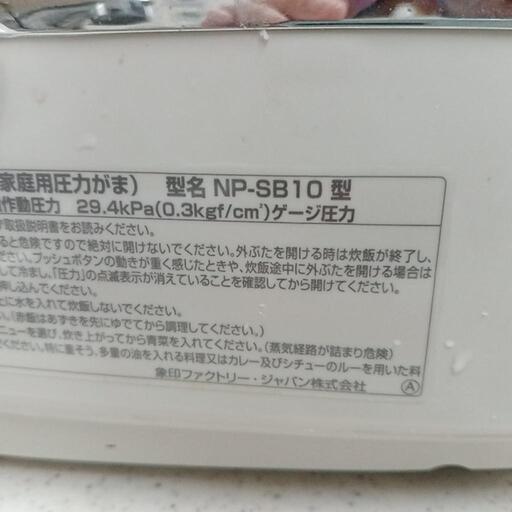 家庭用圧力がま) 型名 NP-SB10 型
作動圧力 29.4kPa(0.3kgf/cm²)ゲージ圧力
取扱説明書をお読みください。
ると危険ですので絶対に開けないでください。外ぶたを開ける時は炊飯が終了し、
ださい。プッシュボタンの動きが重く感じたときや、炊飯途中に外ぶたを開ける場合は
して冷まし、「圧力」の点滅表示が消えていることを確認してから開けてください。
押し込んでください。
上に水を入れて炊飯しないでください。
い。(赤飯はあずきを先にゆでてから調理してください。)
ニューを選び、炊き上がってから青菜を入れてください。(蒸気経路が詰まり危険)
ください。特に重そう、多量の油を入れる料理又はカレー及びシチューのルーを用いた料
象印ファクトリー・ジャパン株式会社 Ⓐ